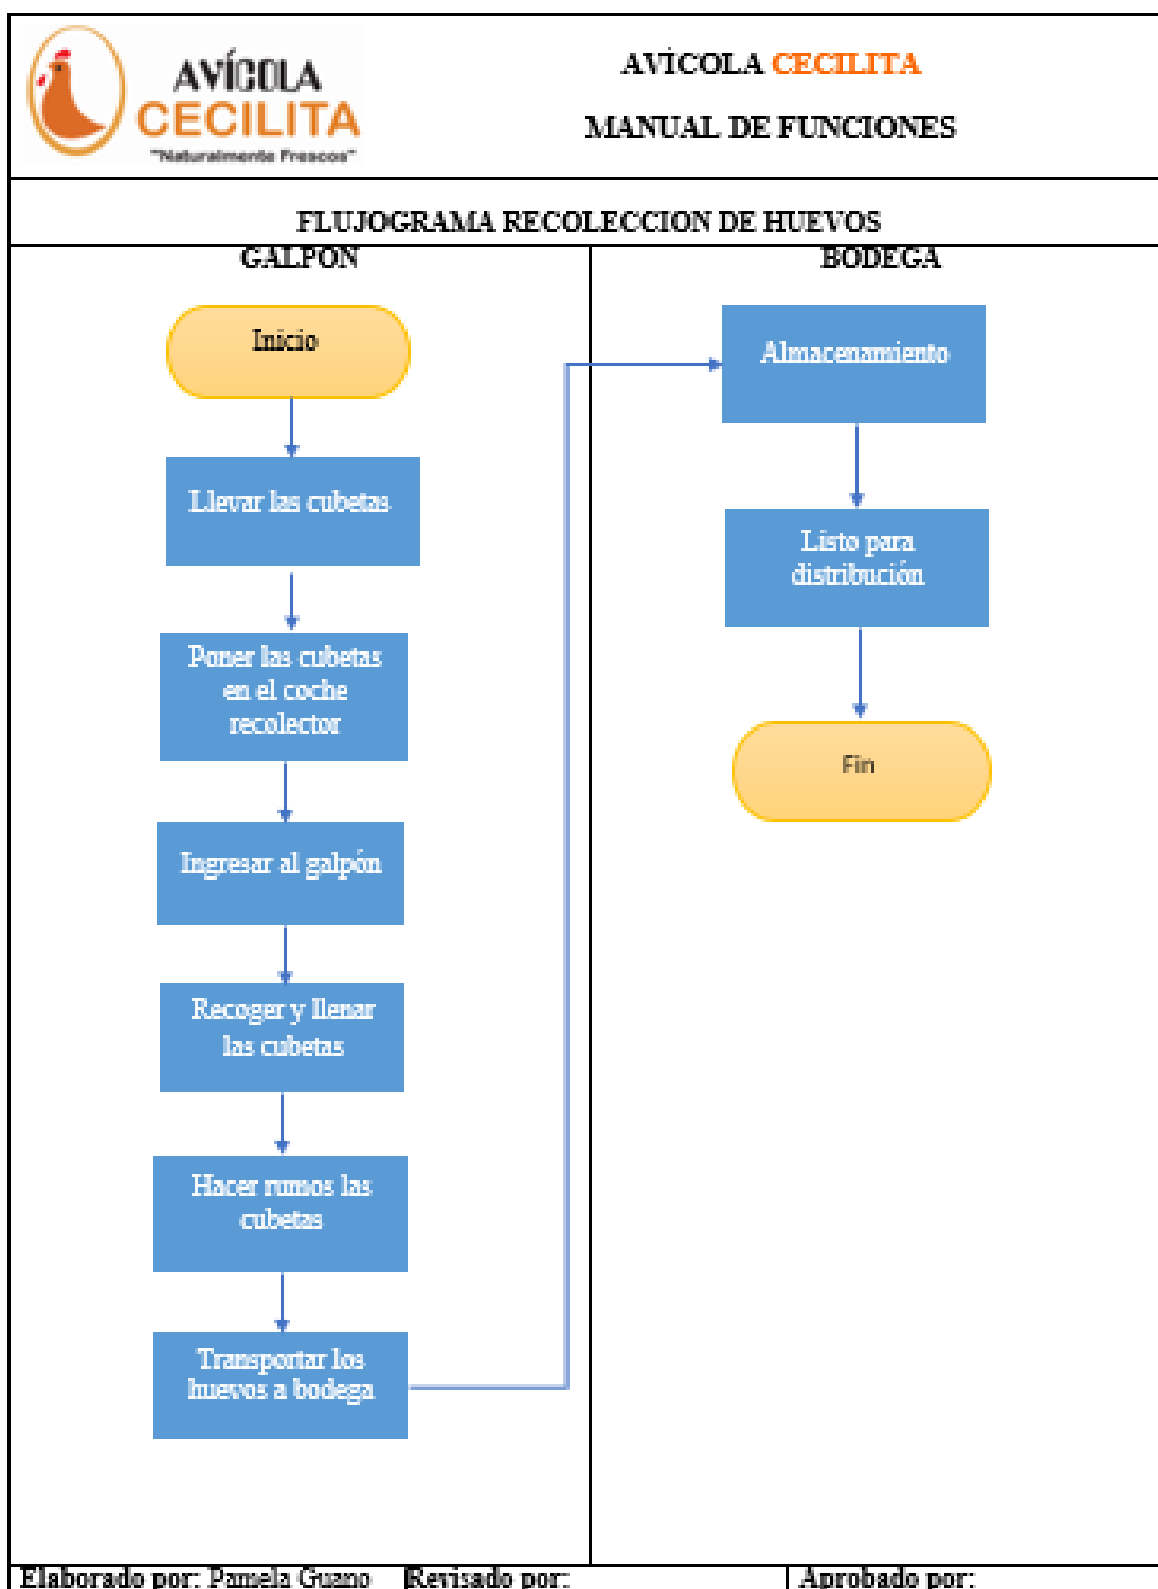 AVÍCOLA
CECILITA
"Naturalmente Frescos"
AVÍCOLA CECILITA
MANUAL DE FUNCIONES
FLUJOGRAMA RECOLECCION DE HUEVOS
GALPÓN
Inicio
Llevar las cubetas
Poner las cubetas
en el coche
recolector
Ingresar al galpón
Recoger y llenar
las cubetas
Hacer rumos las
cubetas
Transportar los
huevos a bodega
BODEGA
Almacenamiento
Listo para
distribución
Fin
Elaborado por: Pamela Guano
Revisado por:
Aprobado por: